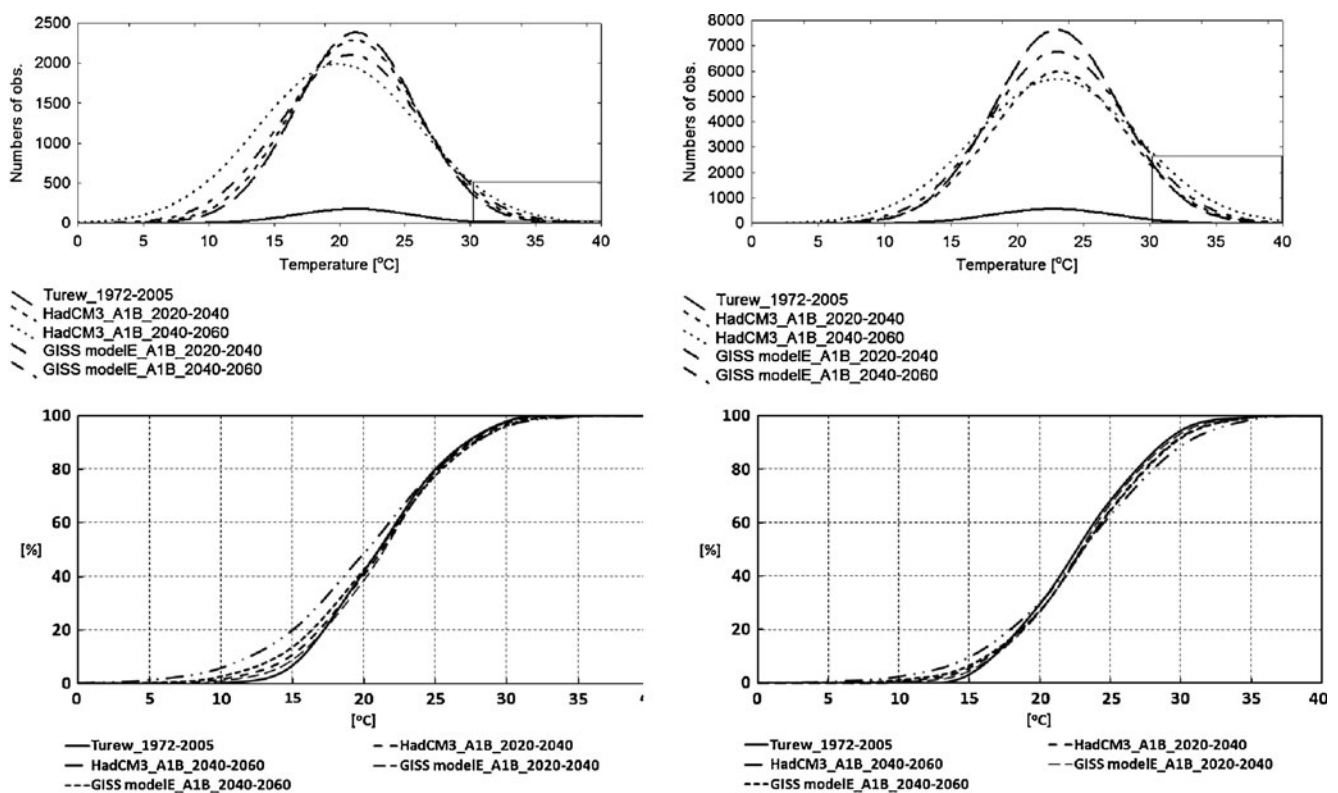 2500
2000
1500
1000
500
0
Numbers of obs.
0 5 10 15 20 25 30 35 40
Temperature [°C]
Turew_1972-2005
HadCM3_A1B_2020-2040
HadCM3_A1B_2040-2060
GISS modelE_A1B_2020-2040
GISS modelE_A1B_2040-2060
8000
7000
6000
5000
4000
3000
2000
1000
0
Numbers of obs.
0 5 10 15 20 25 30 35 40
Temperature [°C]
Turew_1972-2005
HadCM3_A1B_2020-2040
HadCM3_A1B_2040-2060
GISS modelE_A1B_2020-2040
GISS modelE_A1B_2040-2060
100
80
60
[%]
40
20
0
0 5 10 15 20 25 30 35
[°C]
Turew_1972-2005
HadCM3_A1B_2020-2040
HadCM3_A1B_2040-2060
GISS modelE_A1B_2020-2040
GISS modelE_A1B_2040-2060
100
80
60
[%]
40
20
0
0 5 10 15 20 25 30 35 40
[°C]
Turew_1972-2005
HadCM3_A1B_2020-2040
HadCM3_A1B_2040-2060
GISS modelE_A1B_2020-2040
GISS modelE_A1B_2040-2060